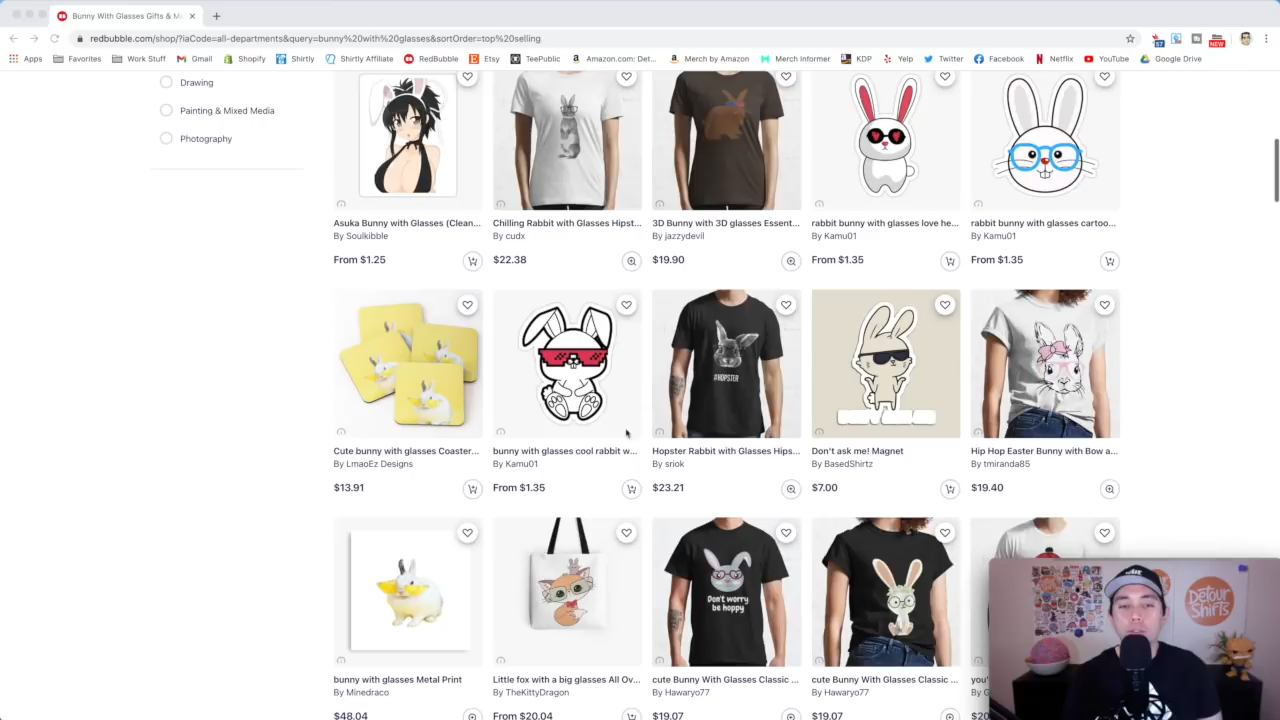 Bunny With Glasses Gifts & M
redbubble.com/shop/?iaCode=all-departments&query=bunny%20with%20glasses&sortOrder=top%20selling
Apps Favorites Work Stuff Gmail Shopify Shirtly Shirtly Affiliate RedBubble Etsy TeePublic Amazon.com: Det... Merch by Amazon Merch Informer KDP Yelp Twitter Facebook Netflix YouTube Google Drive
87
NEW
Drawing
Painting & Mixed Media
Photography
Asuka Bunny with Glasses (Clean... Chilling Rabbit with Glasses Hipst... 3D Bunny with 3D glasses Essent... rabbit bunny with glasses love he... rabbit bunny with glasses cartoo...
By Soulkibble By cudx By jazzydevil By Kamu01 By Kamu01
From $1.25 $22.38 $19.90 From $1.35 From $1.35
#HOPSTER
Cute bunny with glasses Coaster... bunny with glasses cool rabbit w... Hopster Rabbit with Glasses Hips... Don't ask me! Magnet Hip Hop Easter Bunny with Bow a...
By LmaoEz Designs By Kamu01 By sriok By BasedShirtz By tmiranda85
$13.91 From $1.35 $23.21 $7.00 $19.40
Don't worry
be hoppy
DeTour
Shirts
bunny with glasses Metal Print Little fox with a big glasses All Ov... cute Bunny With Glasses Classic ... cute Bunny With Glasses Classic ...
By Minedraco By TheKittyDragon By Hawaryo77 By Hawaryo77
$48.04 From $20.04 $19.07 $19.07